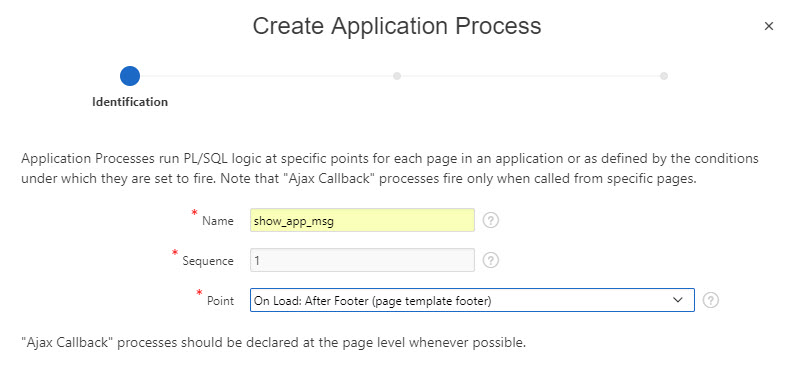 Create Application Process
×
Identification
Application Processes run PL/SQL logic at specific points for each page in an application or as defined by the conditions
under which they are set to fire. Note that "Ajax Callback" processes fire only when called from specific pages.
* Name show_app_msg ?
* Sequence 1 ?
* Point On Load: After Footer (page template footer) ?
"Ajax Callback" processes should be declared at the page level whenever possible.